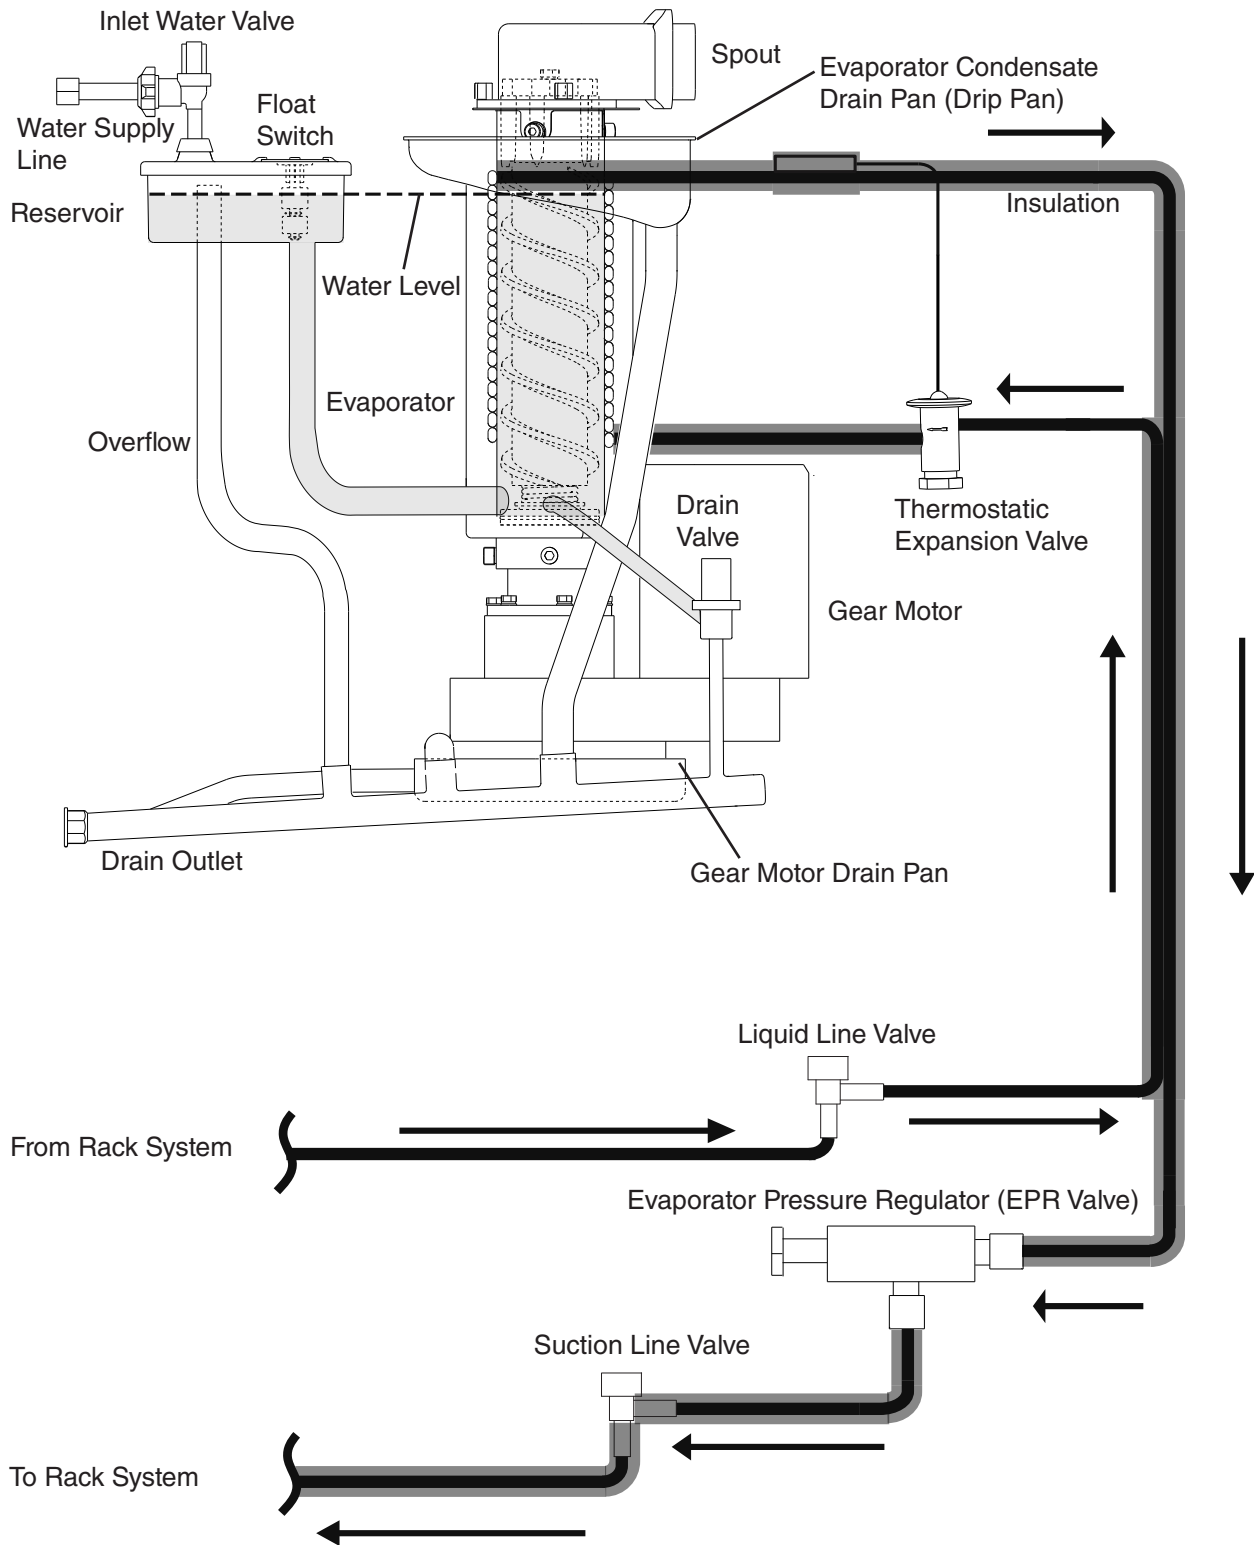 Inlet Water Valve
Spout
Evaporator Condensate
Drain Pan (Drip Pan)
Float
Switch
Water Supply
Line
Reservoir
Insulation
Water Level
Evaporator
Overflow
Drain
Valve
Thermostatic
Expansion Valve
Gear Motor
Drain Outlet
Gear Motor Drain Pan
Liquid Line Valve
From Rack System
Evaporator Pressure Regulator (EPR Valve)
Suction Line Valve
To Rack System